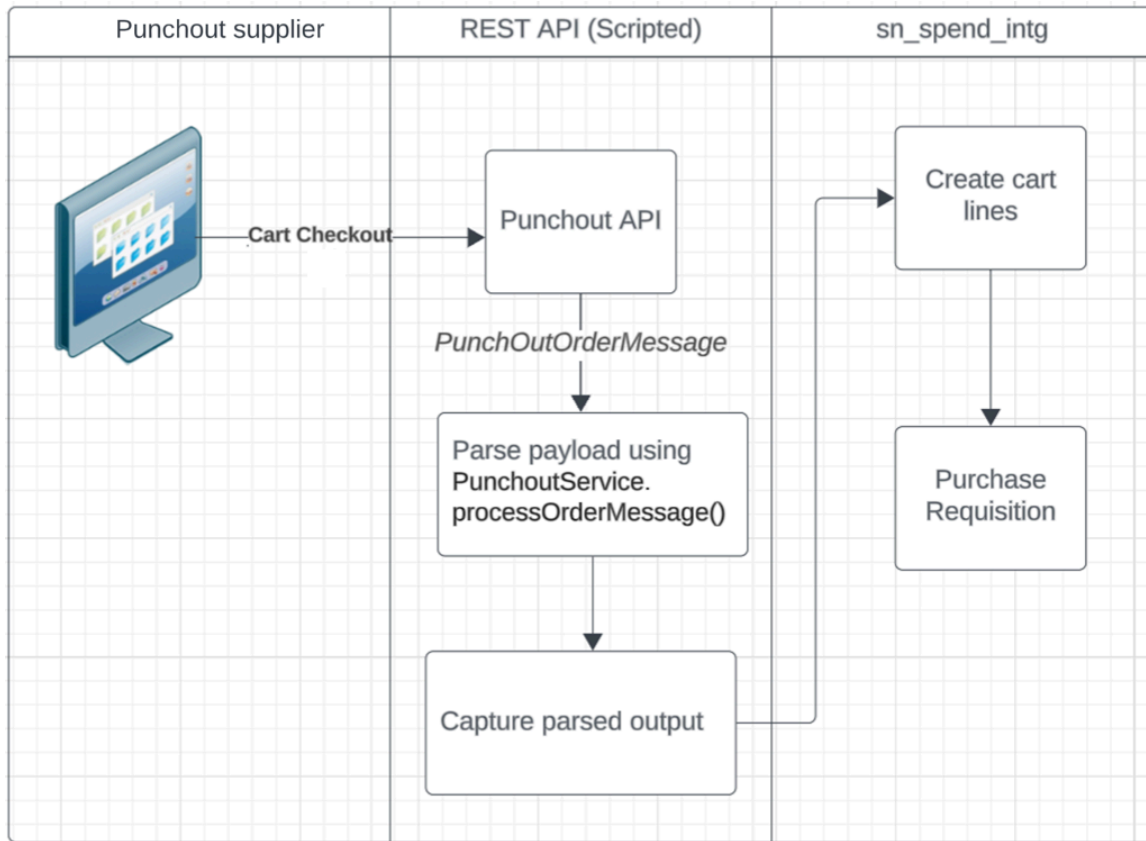 Punchout supplier
REST API (Scripted)
sn_spend_intg
Cart Checkout
Punchout API
PunchOutOrderMessage
Parse payload using
PunchoutService.
processOrderMessage()
Capture parsed output
Create cart
lines
Purchase
Requisition